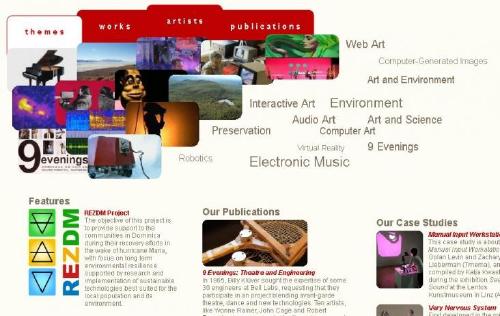 themes
works
artists
publications
Web Art
Computer-Generated Images
Art and Environment
Interactive Art Environment
Audio Art Art and Science
Preservation Computer Art
Virtual Reality 9 Evenings
Robotics
Electronic Music
9 evenings
Features
REZDM
REZDM Project
The objective of this project is
to provide support to the
communities in Dominica
during their recovery efforts in
the wake of hurricane Maria,
with focus on long term
environmental resilience
supported by research and
implementation of sustainable
technologies best suited for the
local population and its
environment.
Our Publications
9 Evenings: Theatre and Engineering
In 1965, Billy Klüver sought the expertise of some
30 engineers at Bell Labs, requesting that they
participate in an project blending avant-garde
theatre, dance and new technologies. Ten artists,
like Yvonne Rainer, John Cage and Robert
Our Case Studies
Manual Input Workstation
This case study is about
Manual Input Workstation
Golan Levin and Zachary
Lieberman (Tmema),
compiled by Katja Kwas
during the exhibition
Sound at the Lentos
Kunstmuseum in Linz
Very Nervous System